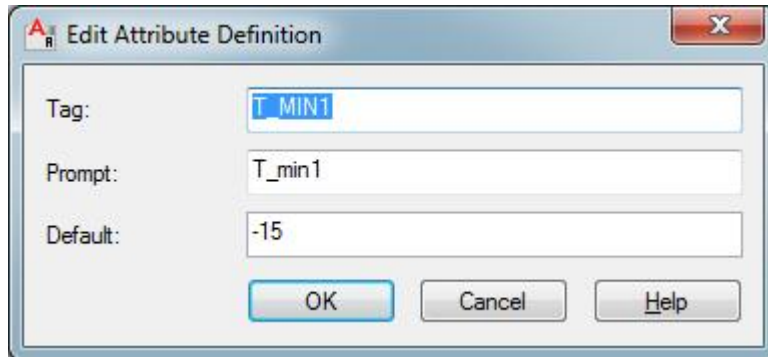 Edit Attribute Definition
Tag: T_MIN1
Prompt: T_min1
Default: -15
OK Cancel Help